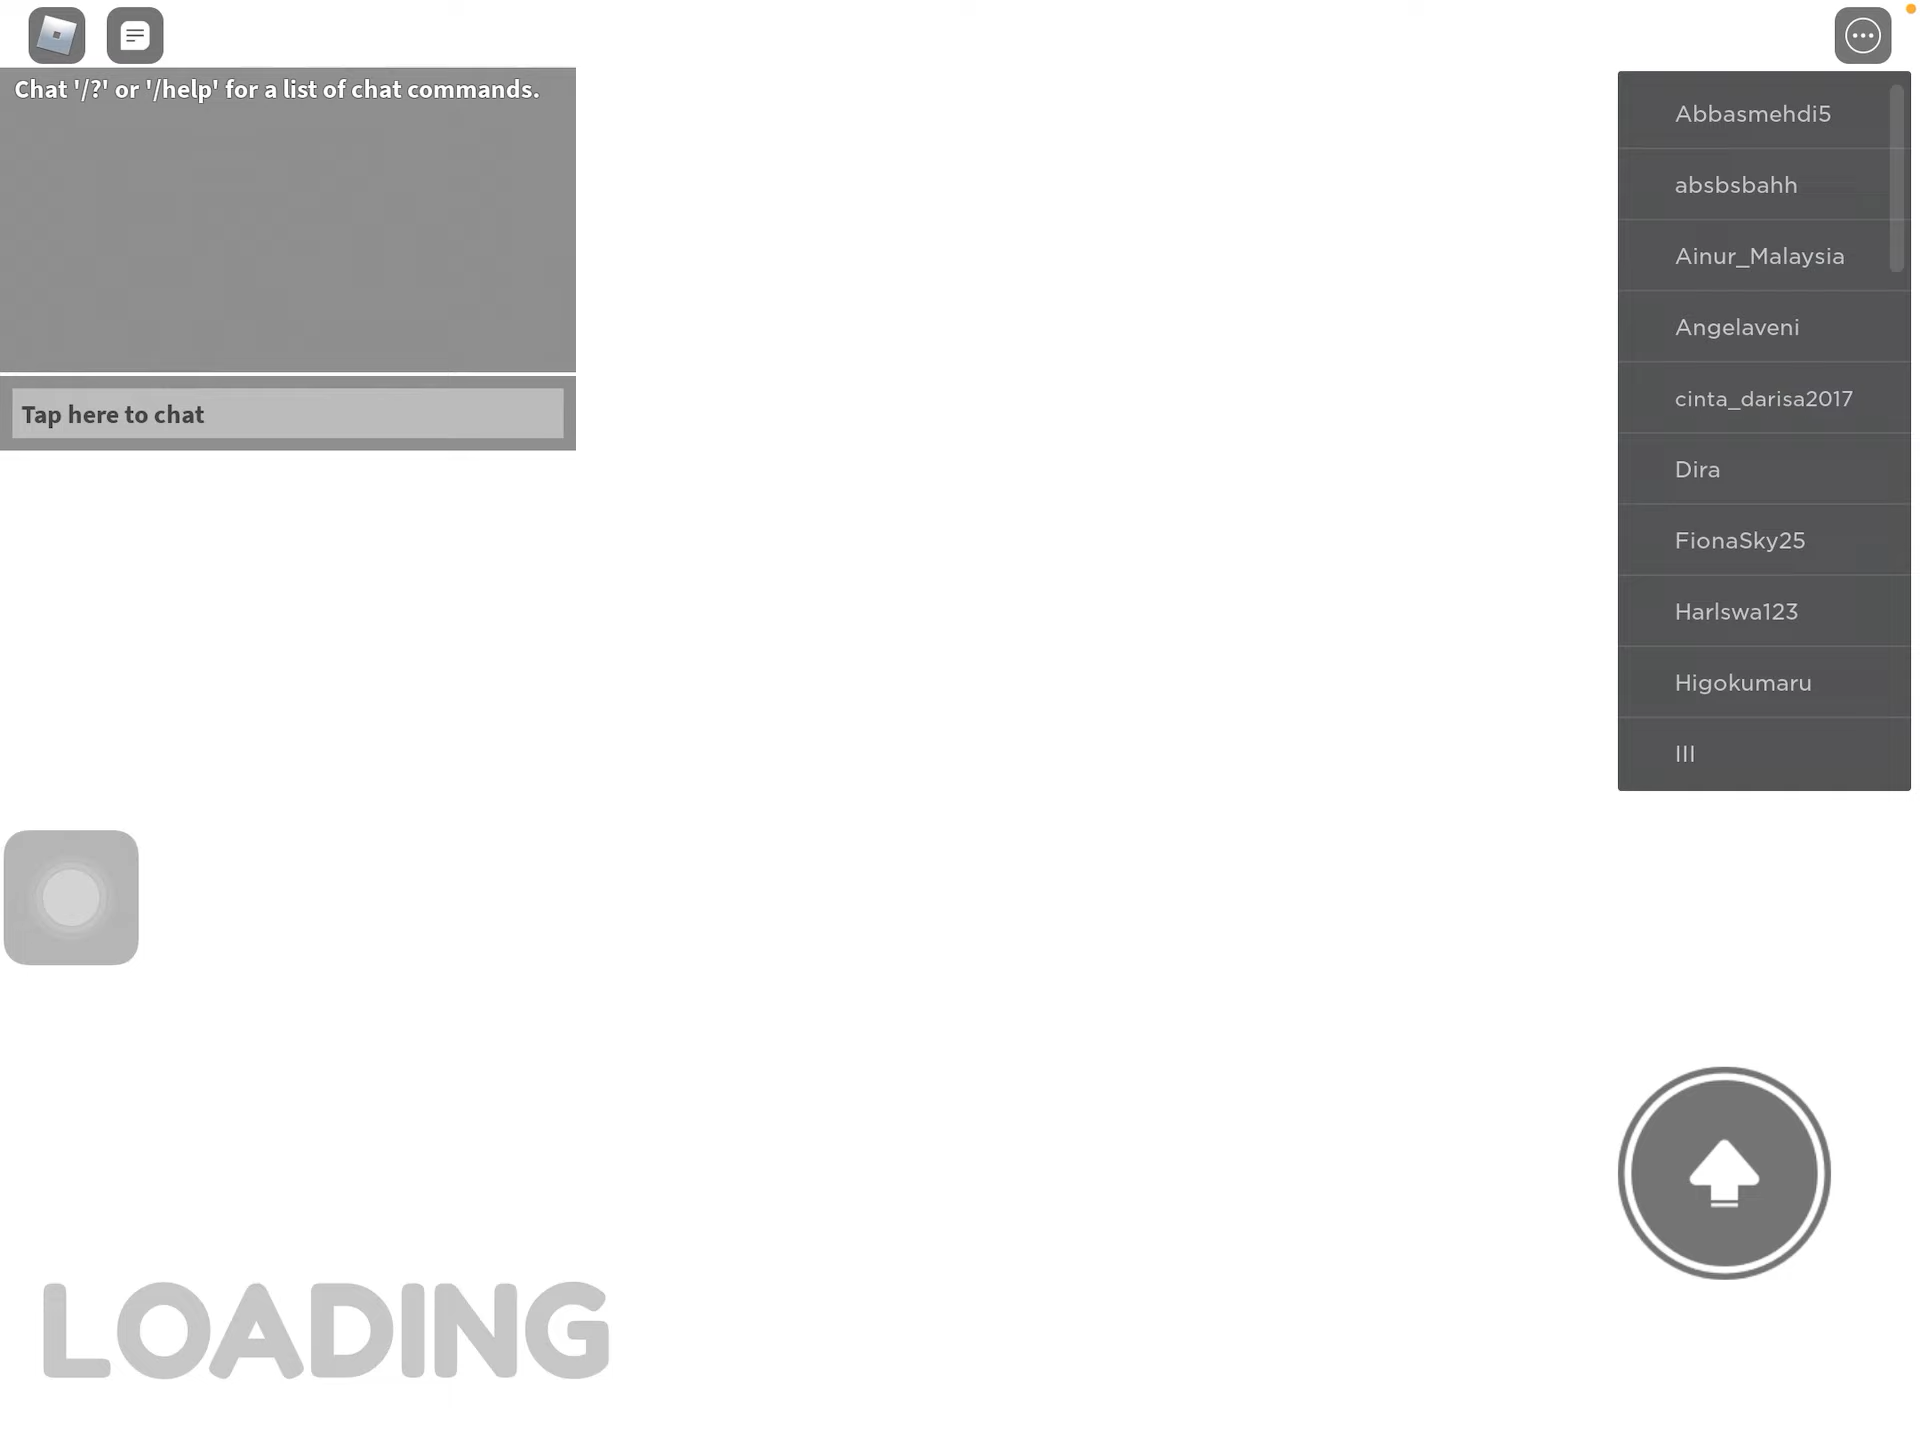 Chat '/?' or '/help' for a list of chat commands.
Tap here to chat
Abbasmehdi5
absbsbahh
Ainur_Malaysia
Angelaveni
cinta_darisa2017
Dira
FionaSky25
Harlswa123
Higokumaru
III
LOADING